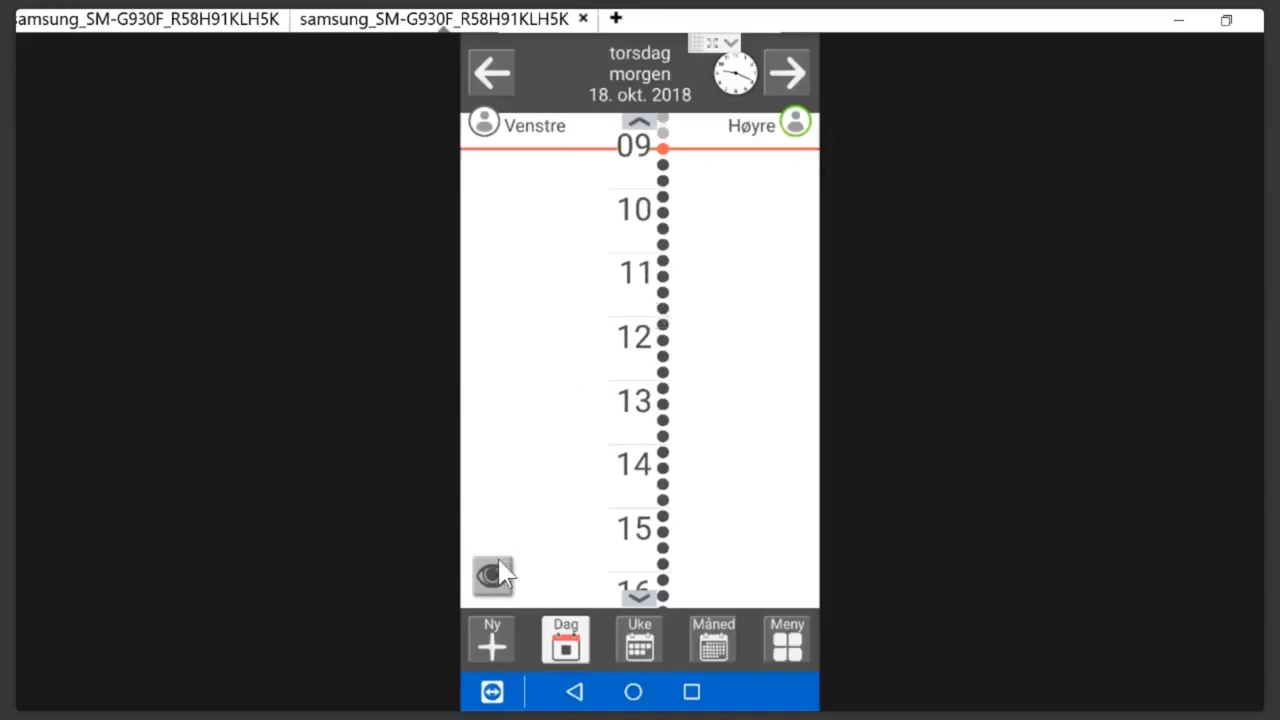 samsung_SM-G930F_R58H91KLH5K
samsung_SM-G930F_R58H91KLH5K
torsdag
morgen
18. okt. 2018
Venstre
Høyre
09
10
11
12
13
14
15
16
Ny
Dag
Uke
Måned
Meny